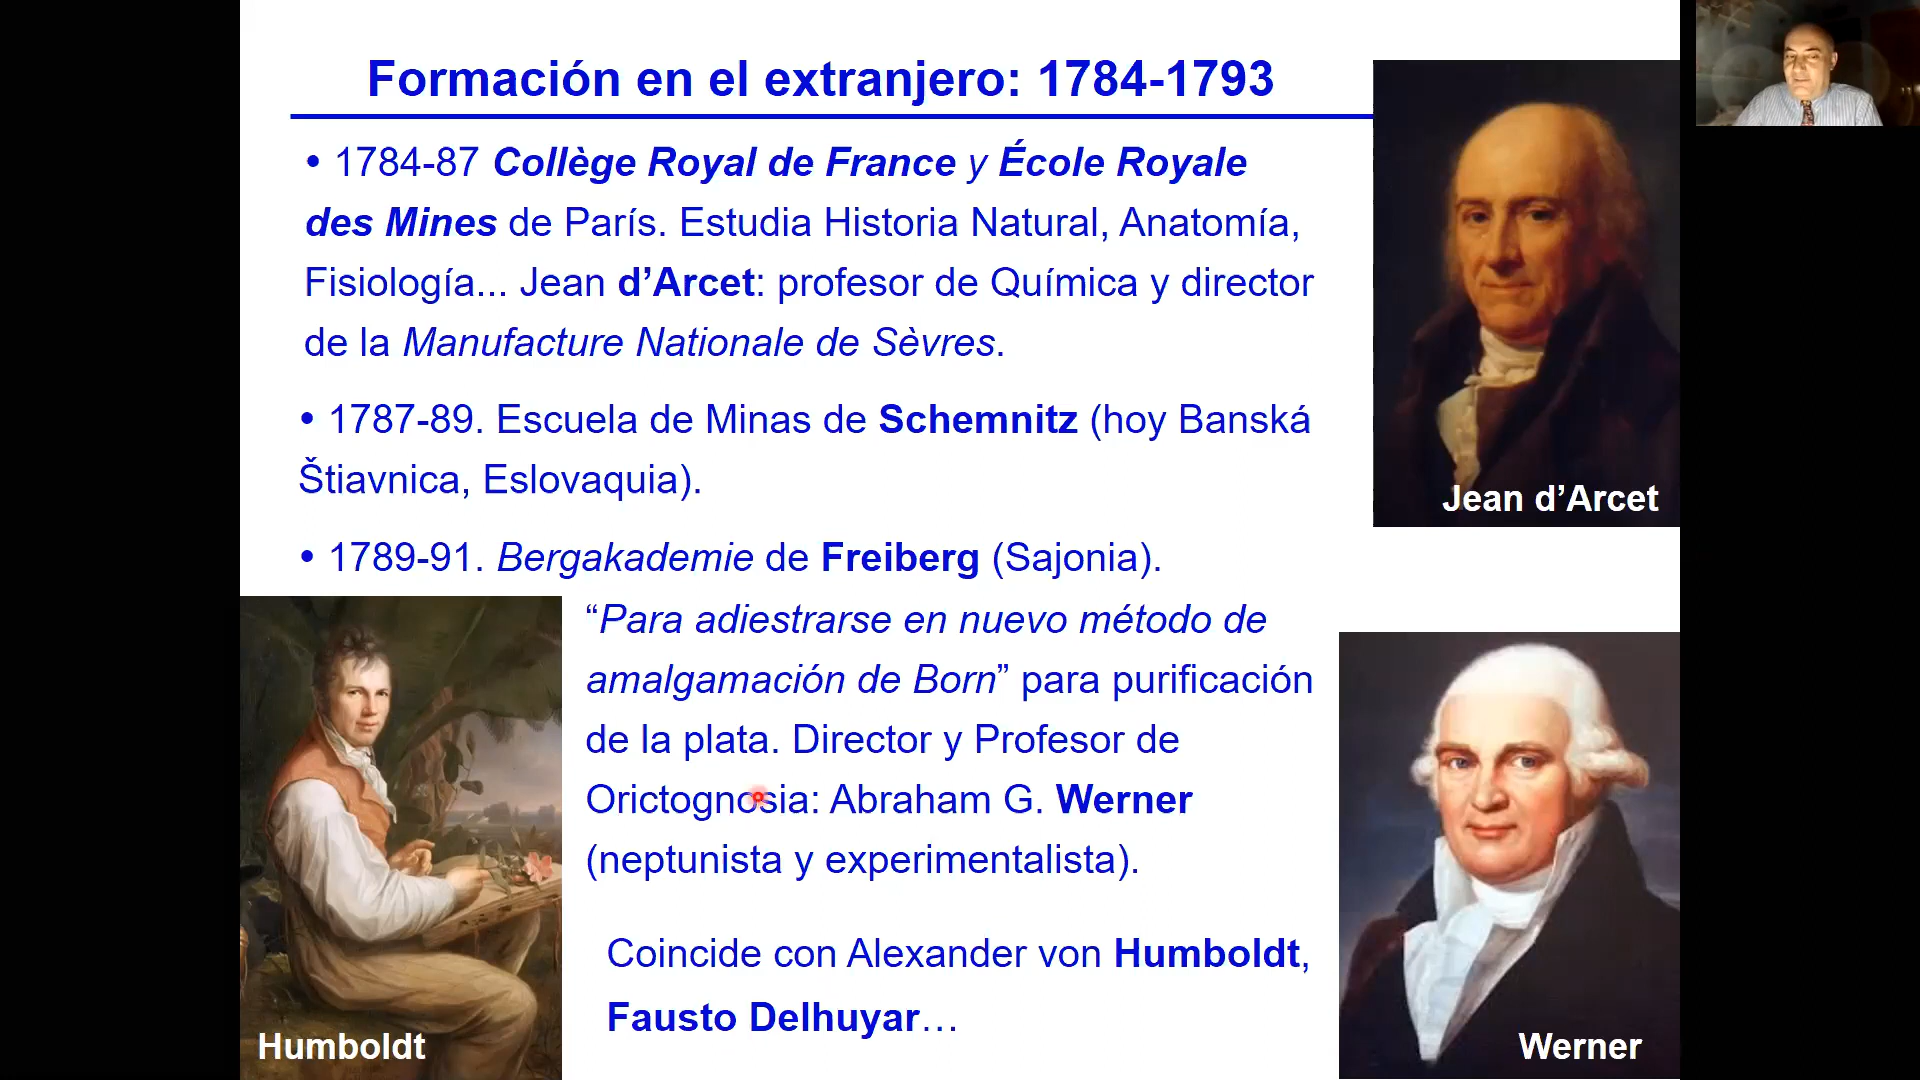 Formación en el extranjero: 1784-1793
• 1784-87 Collège Royal de France y École Royale
des Mines de París. Estudia Historia Natural, Anatomía,
Fisiología... Jean d’Arcet: profesor de Química y director
de la Manufacture Nationale de Sèvres.
Jean d’Arcet
• 1787-89. Escuela de Minas de Schemnitz (hoy Banská
Štiavnica, Eslovaquia).
• 1789-91. Bergakademie de Freiberg (Sajonia).
“Para adiestrarse en nuevo método de
amalgamación de Born” para purificación
de la plata. Director y Profesor de
Orictognosia: Abraham G. Werner
(neptunista y experimentalista).
Coincide con Alexander von Humboldt,
Fausto Delhuyar…
Humboldt
Werner